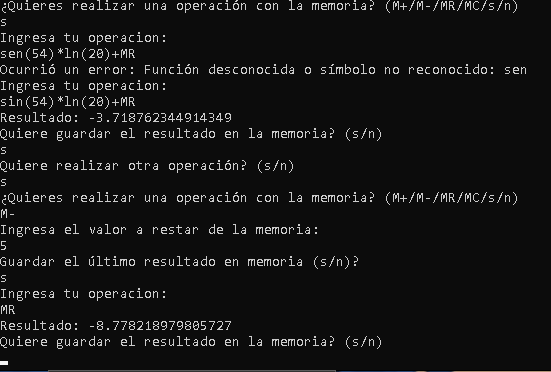 ¿Quieres realizar una operación con la memoria? (M+/M-/MR/MC/s/n)
s
Ingresa tu operacion:
sen(54)*ln(20)+MR
Ocurrió un error: Función desconocida o símbolo no reconocido: sen
Ingresa tu operacion:
sin(54)*ln(20)+MR
Resultado: -3.718762344914349
Quiere guardar el resultado en la memoria? (s/n)
s
Quiere realizar otra operación? (s/n)
s
¿Quieres realizar una operación con la memoria? (M+/M-/MR/MC/s/n)
M-
Ingresa el valor a restar de la memoria:
5
Guardar el último resultado en memoria (s/n)?
s
Ingresa tu operacion:
MR
Resultado: -8.778218979805727
Quiere guardar el resultado en la memoria? (s/n)